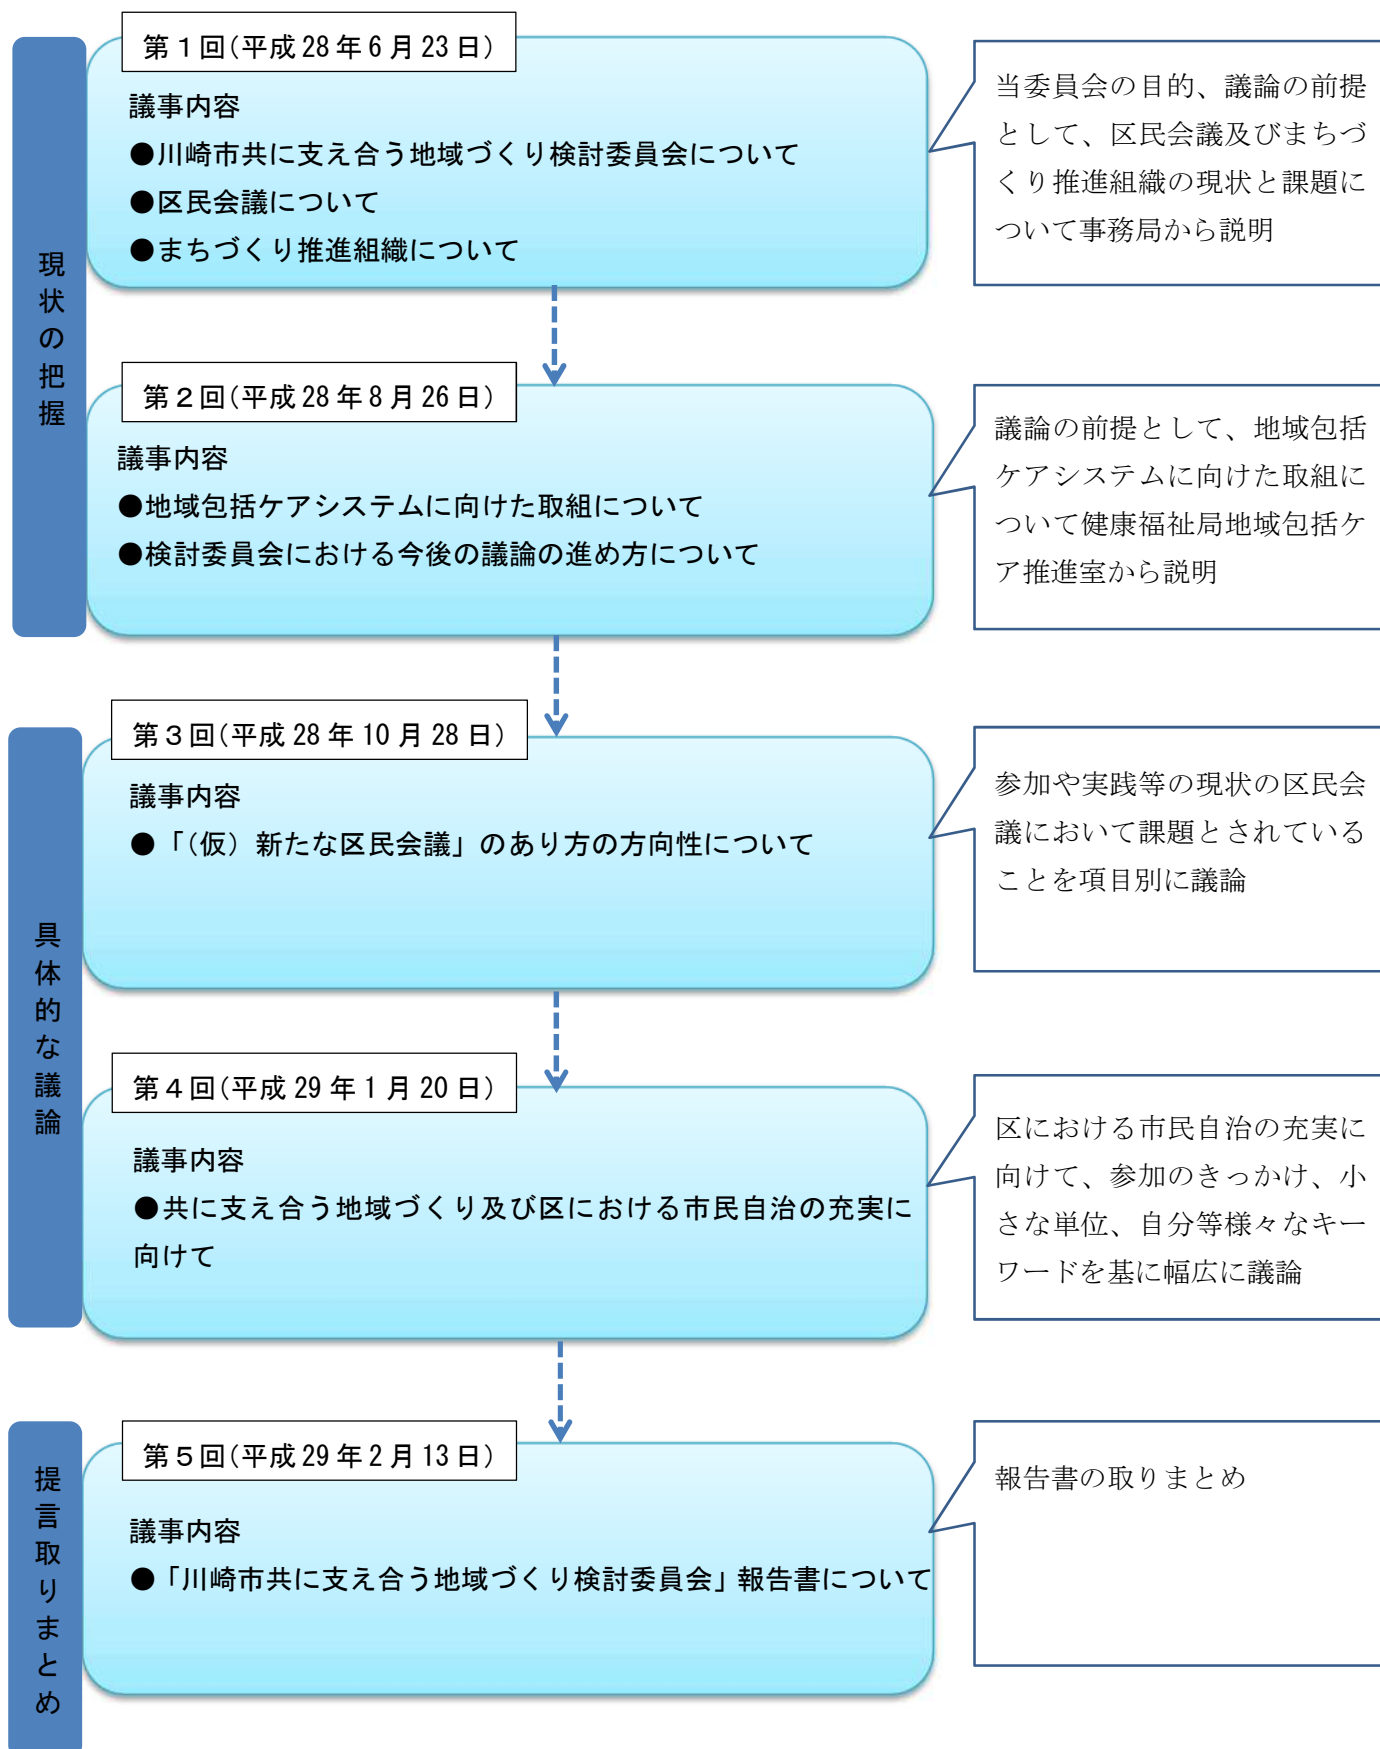 現状の把握
第１回(平成 28 年 6 月 23 日)
議事内容
●川崎市共に支え合う地域づくり検討委員会について
●区民会議について
●まちづくり推進組織について
当委員会の目的、議論の前提
として、区民会議及びまちづ
くり推進組織の現状と課題に
ついて事務局から説明
第２回(平成 28 年 8 月 26 日)
議事内容
●地域包括ケアシステムに向けた取組について
●検討委員会における今後の議論の進め方について
議論の前提として、地域包括
ケアシステムに向けた取組に
ついて健康福祉局地域包括ケ
ア推進室から説明
具体的な議論
第３回(平成 28 年 10 月 28 日)
議事内容
●「（仮）新たな区民会議」のあり方の方向性について
参加や実践等の現状の区民会
議において課題とされている
ことを項目別に議論
第４回(平成 29 年 1 月 20 日)
議事内容
●共に支え合う地域づくり及び区における市民自治の充実に
向けて
区における市民自治の充実に
向けて、参加のきっかけ、小
さな単位、自分等様々なキー
ワードを基に幅広に議論
提言取りまとめ
第５回(平成 29 年 2 月 13 日)
議事内容
●「川崎市共に支え合う地域づくり検討委員会」報告書について
報告書の取りまとめ